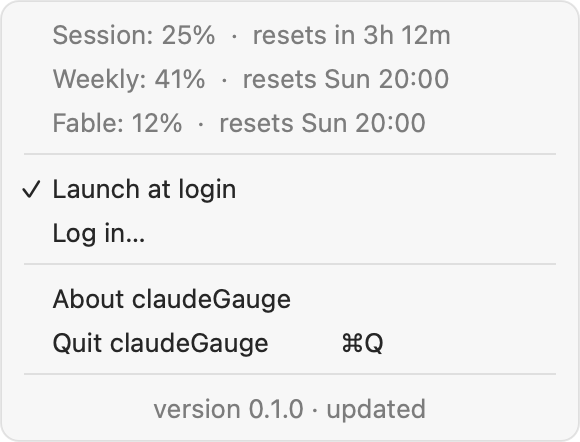 Session: 25% · resets in 3h 12m
Weekly: 41% · resets Sun 20:00
Fable: 12% · resets Sun 20:00
✓ Launch at login
Log in...
About claudeGauge
Quit claudeGauge ⌘Q
version 0.1.0 · updated